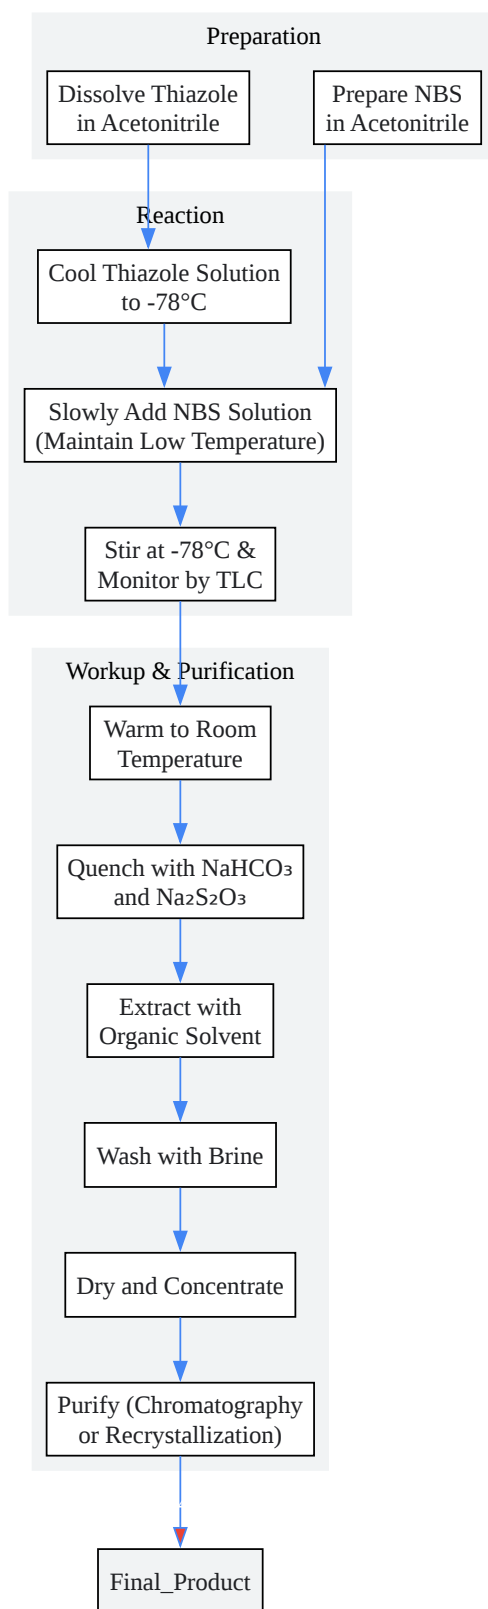 Preparation
Dissolve Thiazole
in Acetonitrile
Prepare NBS
in Acetonitrile
Reaction
Cool Thiazole Solution
to -78°C
Slowly Add NBS Solution
(Maintain Low Temperature)
Stir at -78°C &
Monitor by TLC
Workup & Purification
Warm to Room
Temperature
Quench with NaHCO₃
and Na₂S₂O₃
Extract with
Organic Solvent
Wash with Brine
Dry and Concentrate
Purify (Chromatography
or Recrystallization)
Final_Product